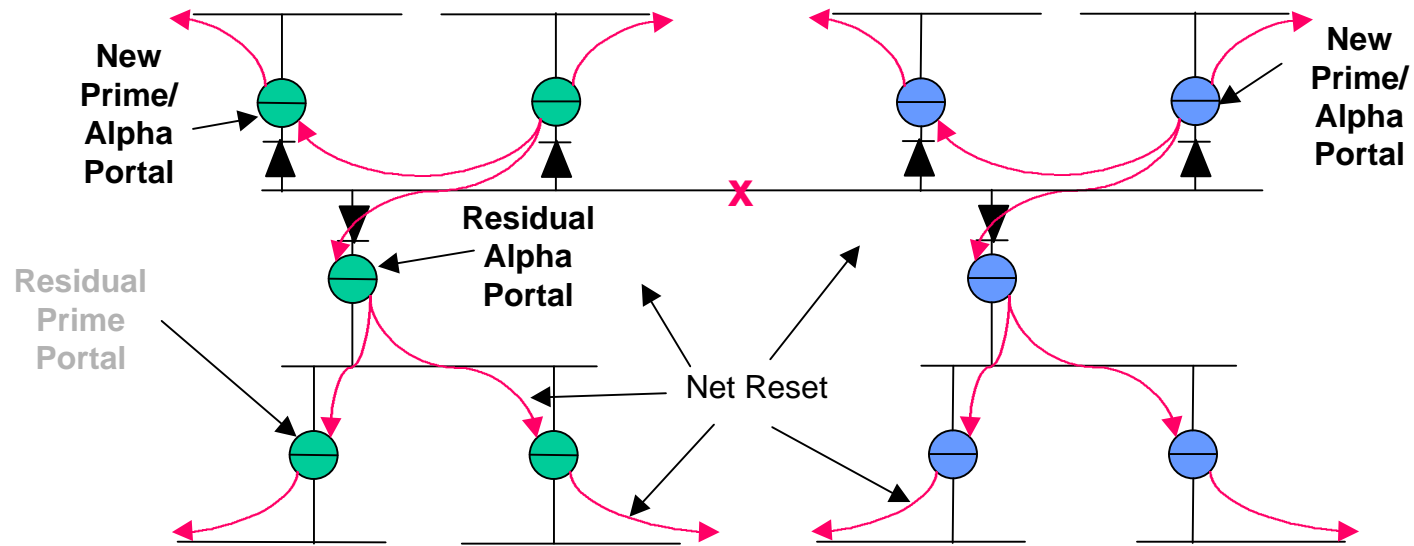 New
Prime/
Alpha
Portal
New
Prime/
Alpha
Portal
x
Residual
Alpha
Portal
Residual
Prime
Portal
Net Reset